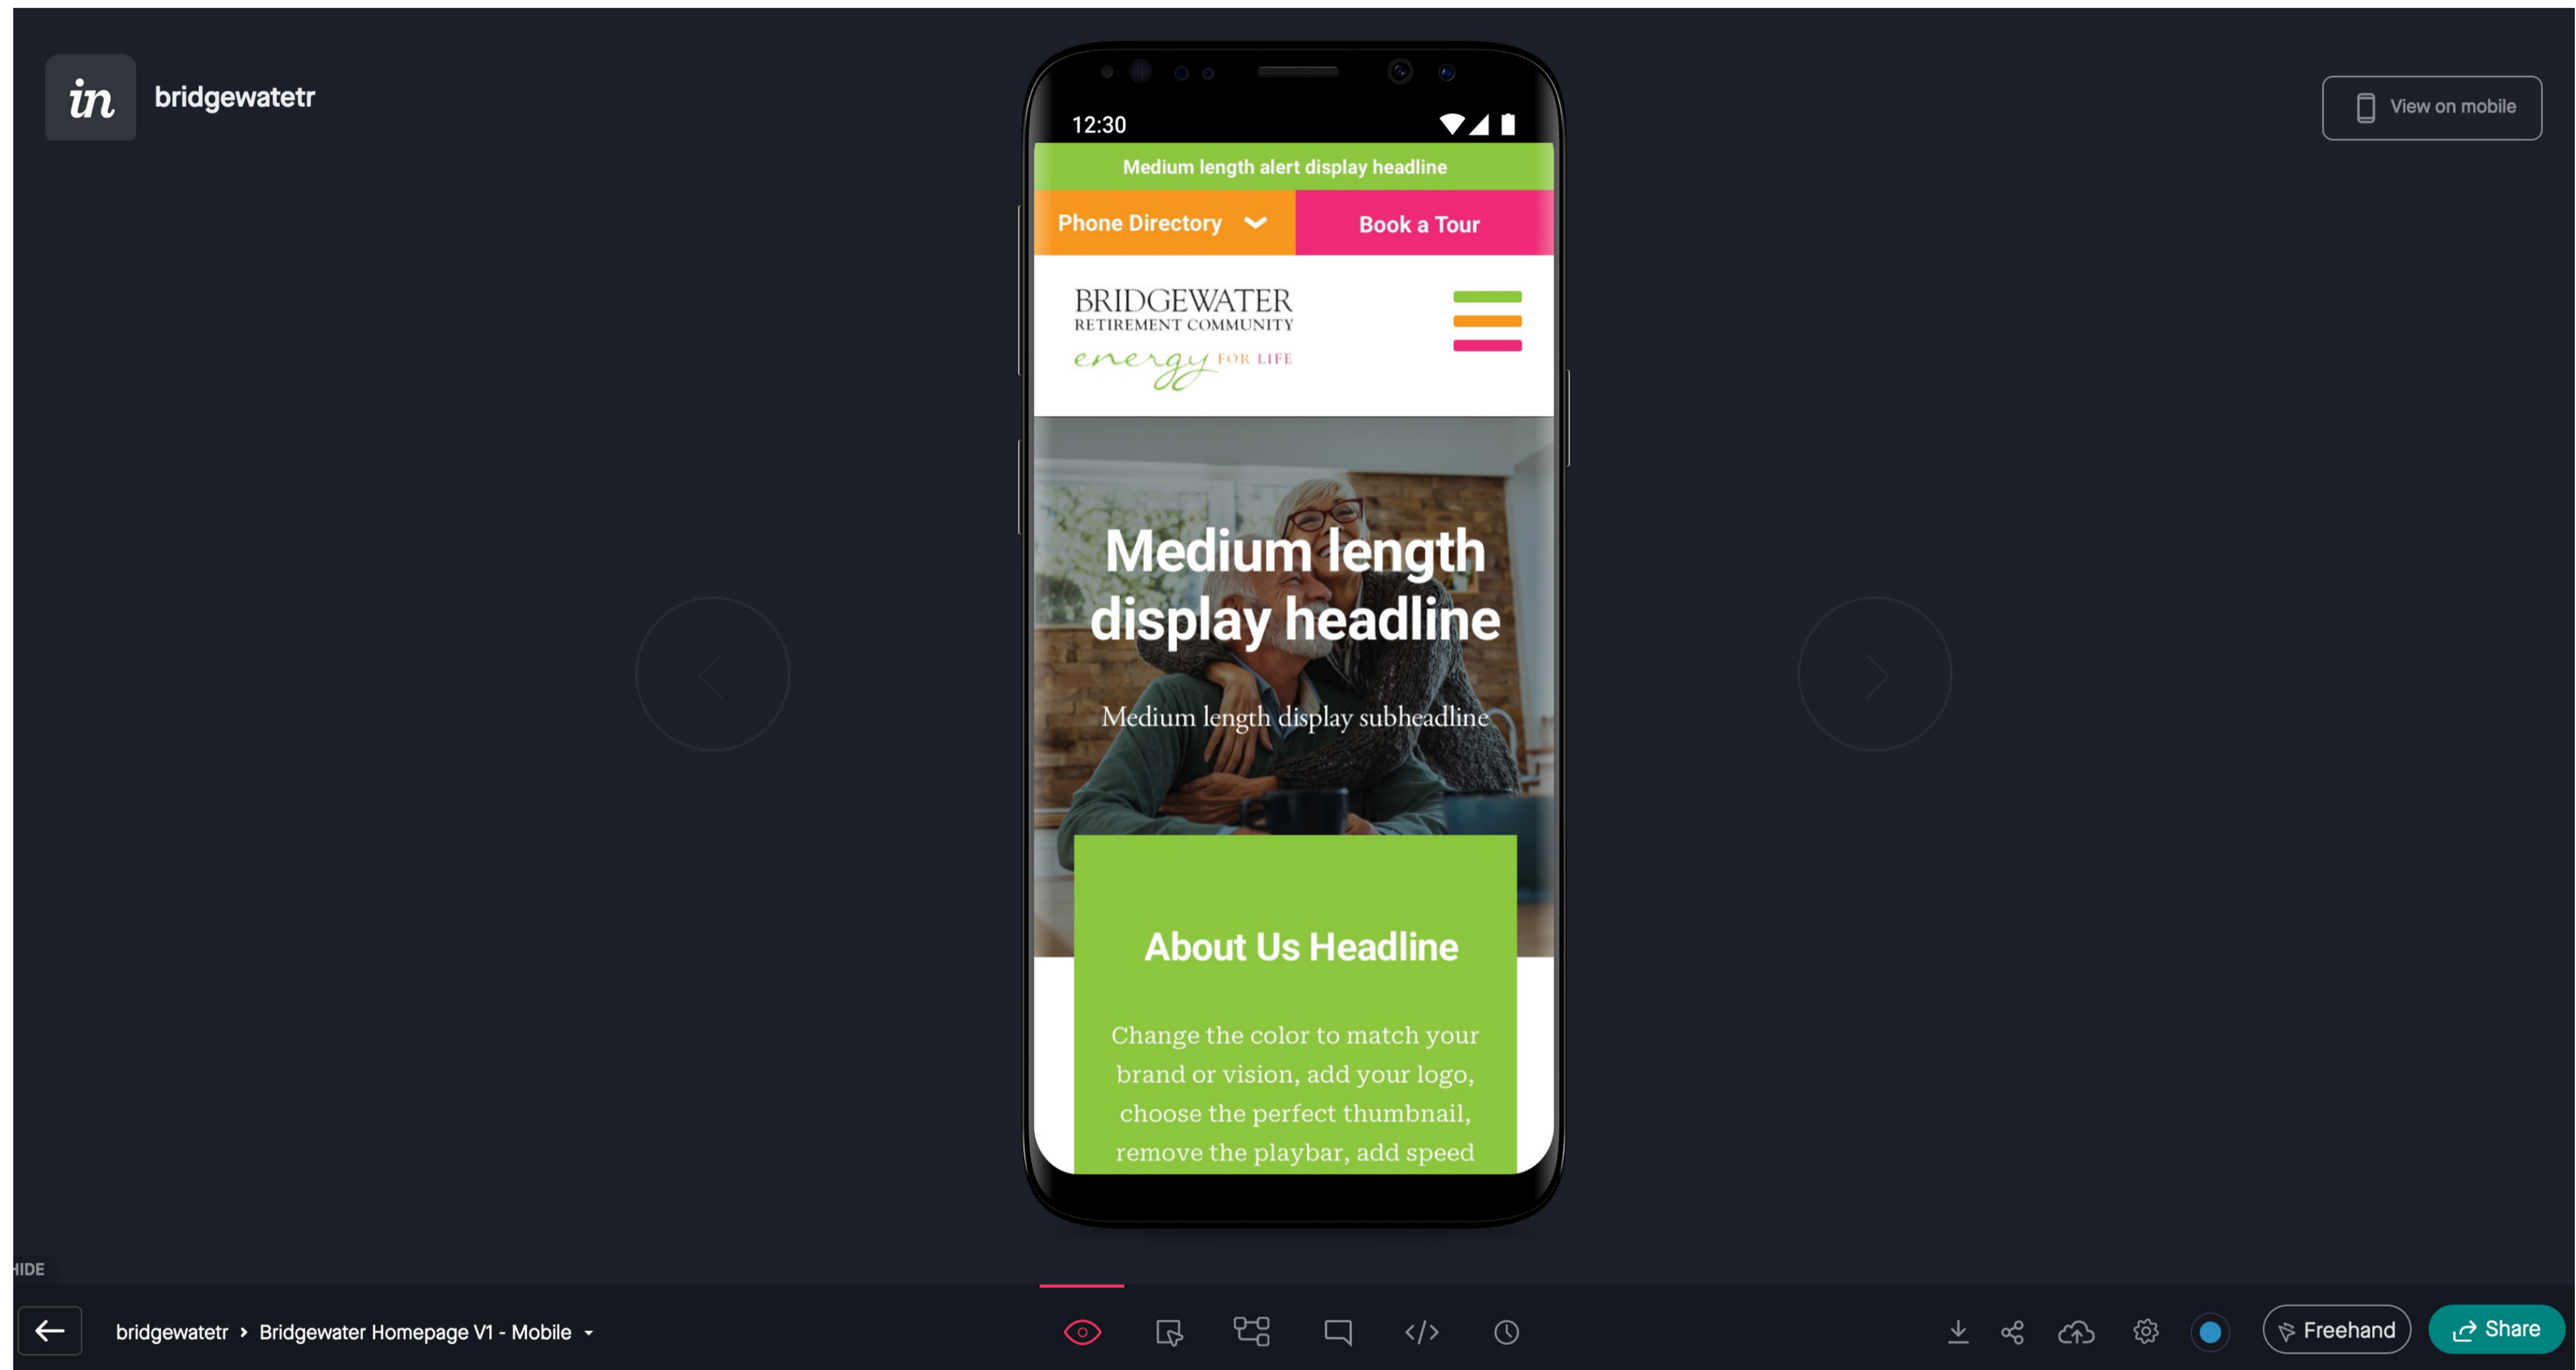 in
bridgewatetr
View on mobile
12:30
Medium length alert display headline
Phone Directory
Book a Tour
BRIDGEWATER
RETIREMENT COMMUNITY
energy FOR LIFE
Medium length
display headline
Medium length display subheadline
About Us Headline
Change the color to match your
brand or vision, add your logo,
choose the perfect thumbnail,
remove the playbar, add speed
HIDE
bridgewatetr > Bridgewater Homepage V1 - Mobile
</>
Freehand
Share